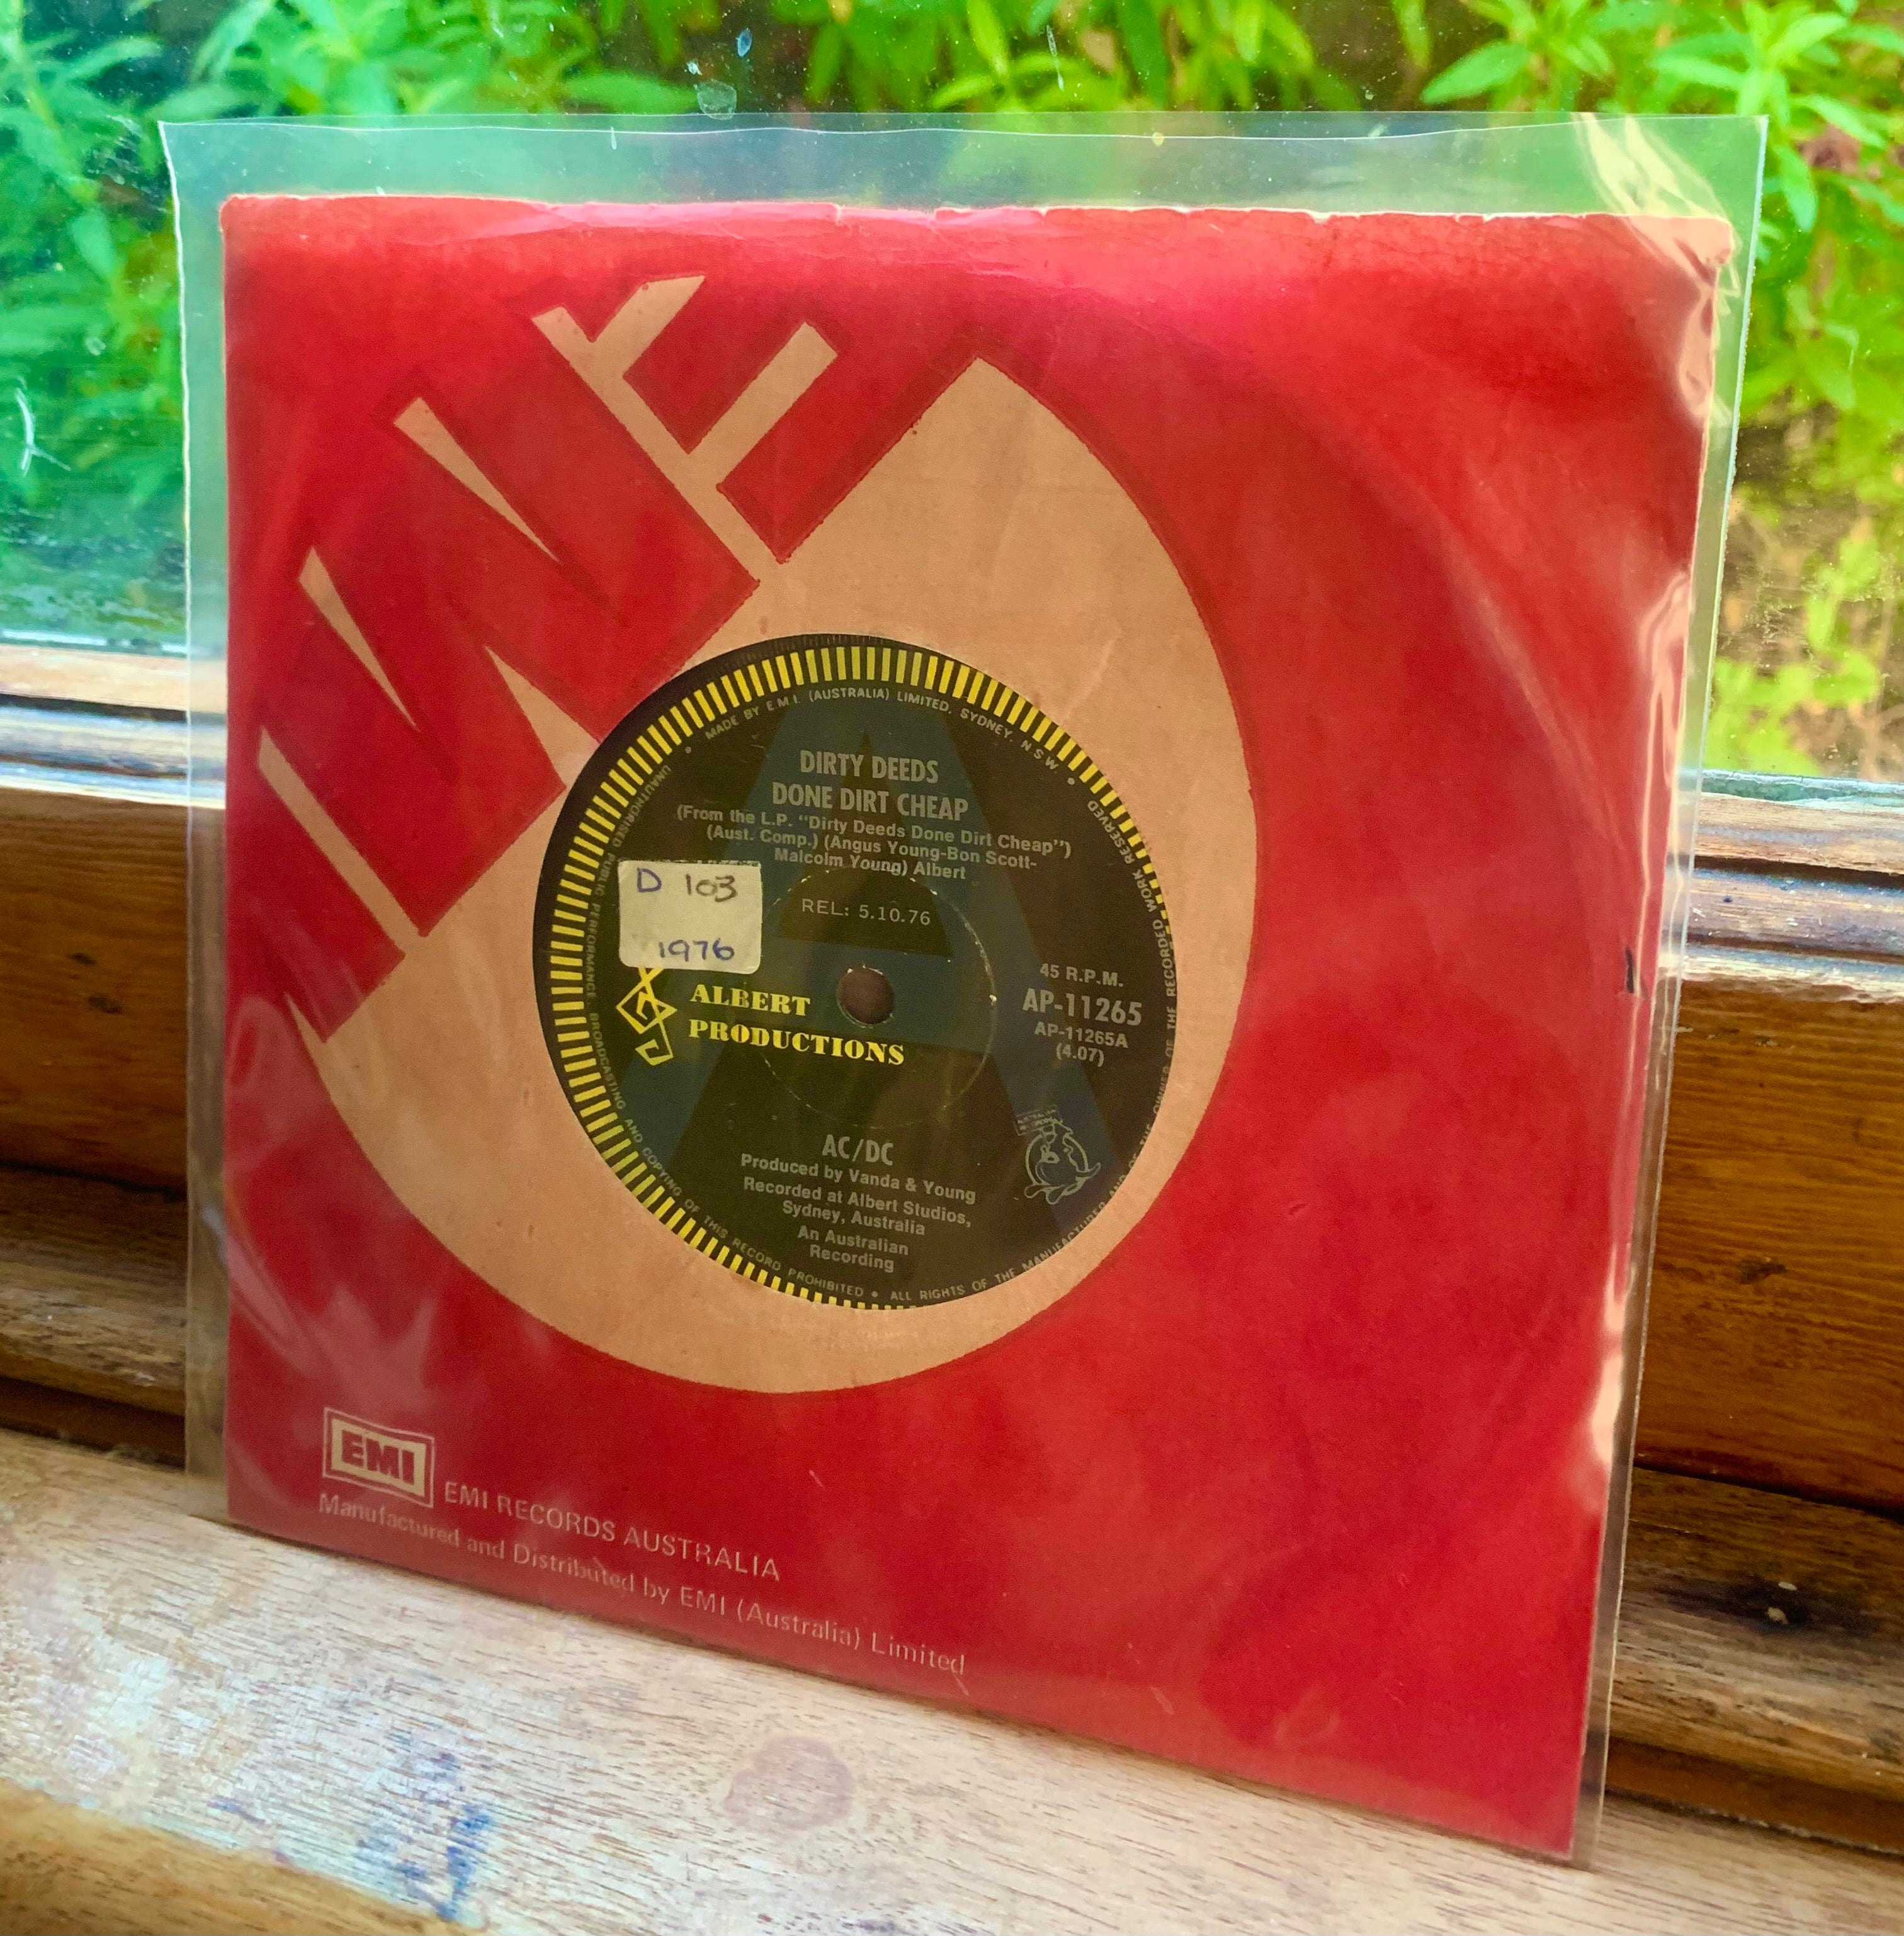 MADE BY E M I (AUSTRALIA) LIMITED. SYDNEY. N S W
DIRTY DEEDS
DONE DIRT CHEAP
(From the L.P. "Dirty Deeds Done Dirt Cheap")
(Aust. Comp.) (Angus Young-Bon Scott-
Malcolm Young) Albert
D 103
1976
REL: 5.10.76
ALBERT
PRODUCTIONS
45 R.P.M.
AP-11265
AP-11265A
(4.07)
AC/DC
Produced by Vanda & Young
Recorded at Albert Studios,
Sydney, Australia
An Australian
Recording
UNAUTHORISED PUBLIC PERFORMANCE BROADCASTING AND COPYING OF THIS RECORD PROHIBITED • ALL RIGHTS OF THE MANUFACTURER AND OF THE OWNER OF THE RECORDED WORK RESERVED
EMI
EMI RECORDS AUSTRALIA
Manufactured and Distributed by EMI (Australia) Limited